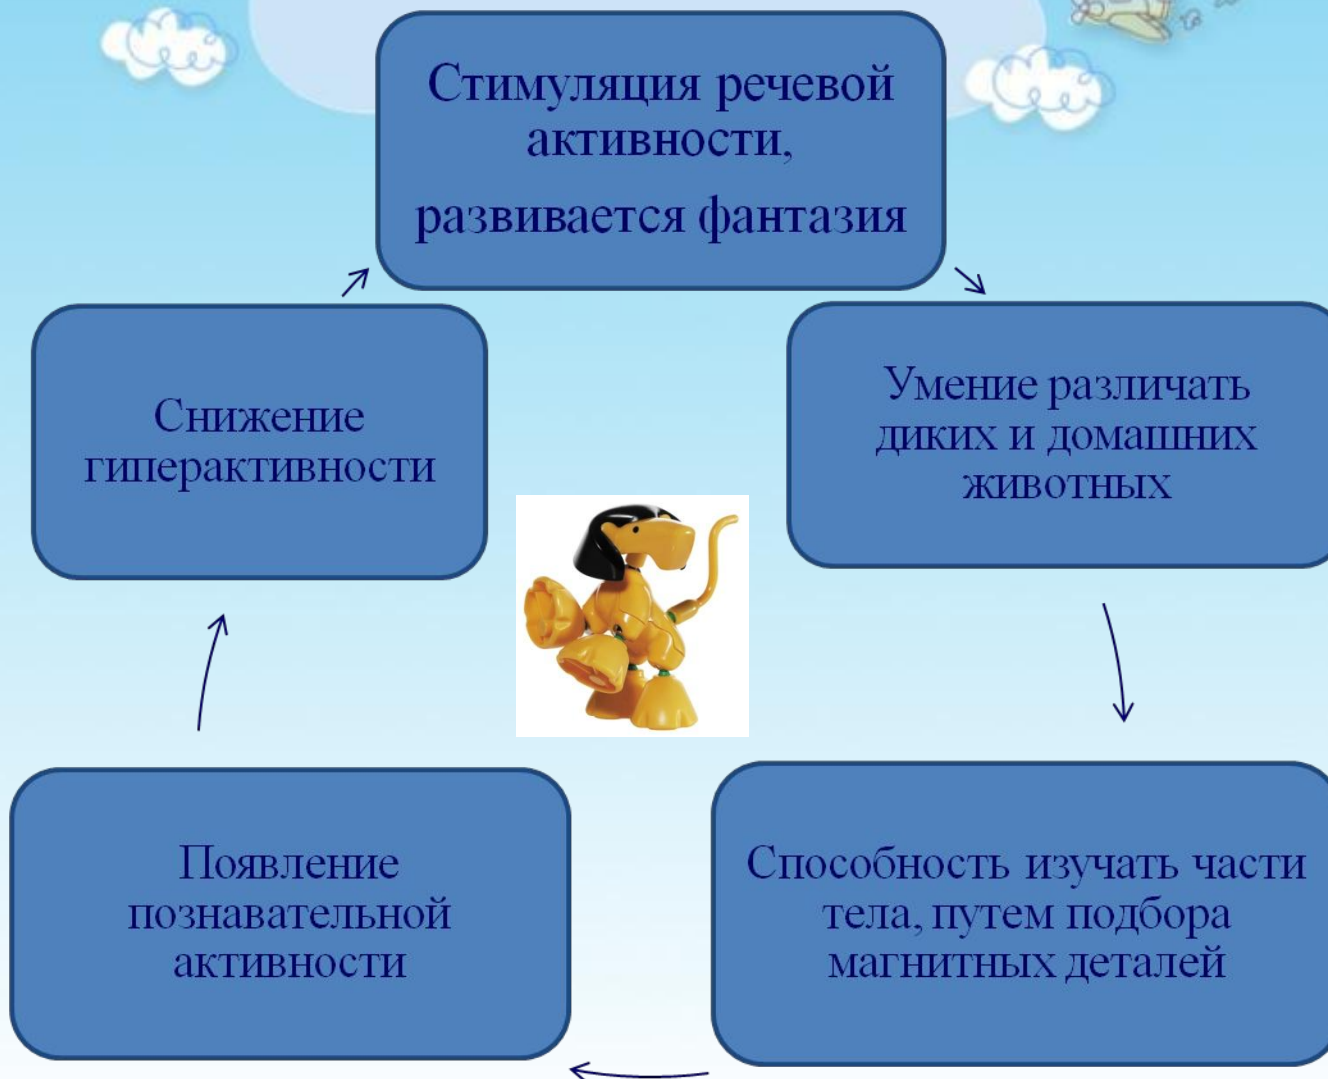 Стимуляция речевой
активности,
развивается фантазия
Умение различать
диких и домашних
животных
Способность изучать части
тела, путем подбора
магнитных деталей
Появление
познавательной
активности
Снижение
гиперактивности